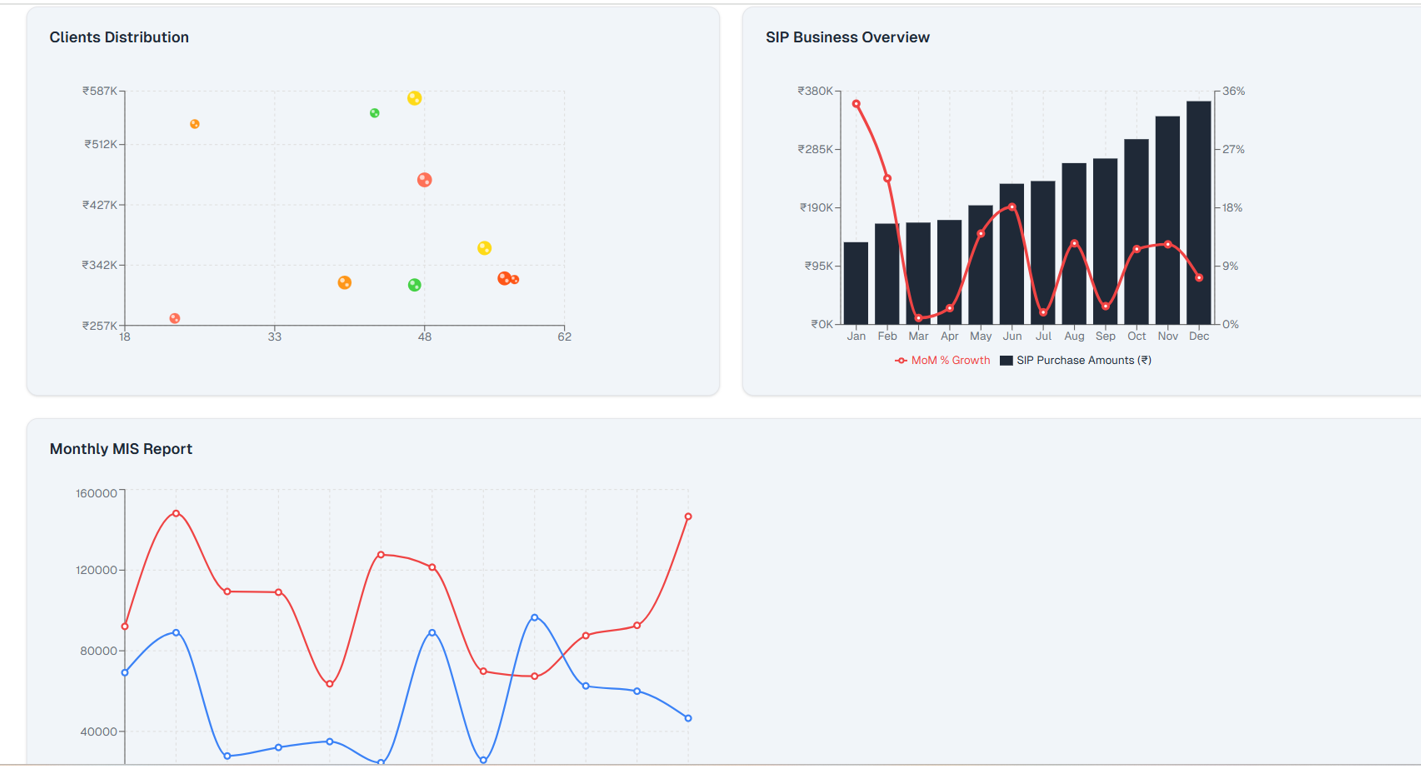 Clients Distribution
₹587K
₹512K
₹427K
₹342K
₹257K
18 33 48 62
SIP Business Overview
₹380K
₹285K
₹190K
₹95K
₹0K
36%
27%
18%
9%
0%
Jan Feb Mar Apr May Jun Jul Aug Sep Oct Nov Dec
MoM % Growth SIP Purchase Amounts (₹)
Monthly MIS Report
160000
120000
80000
40000